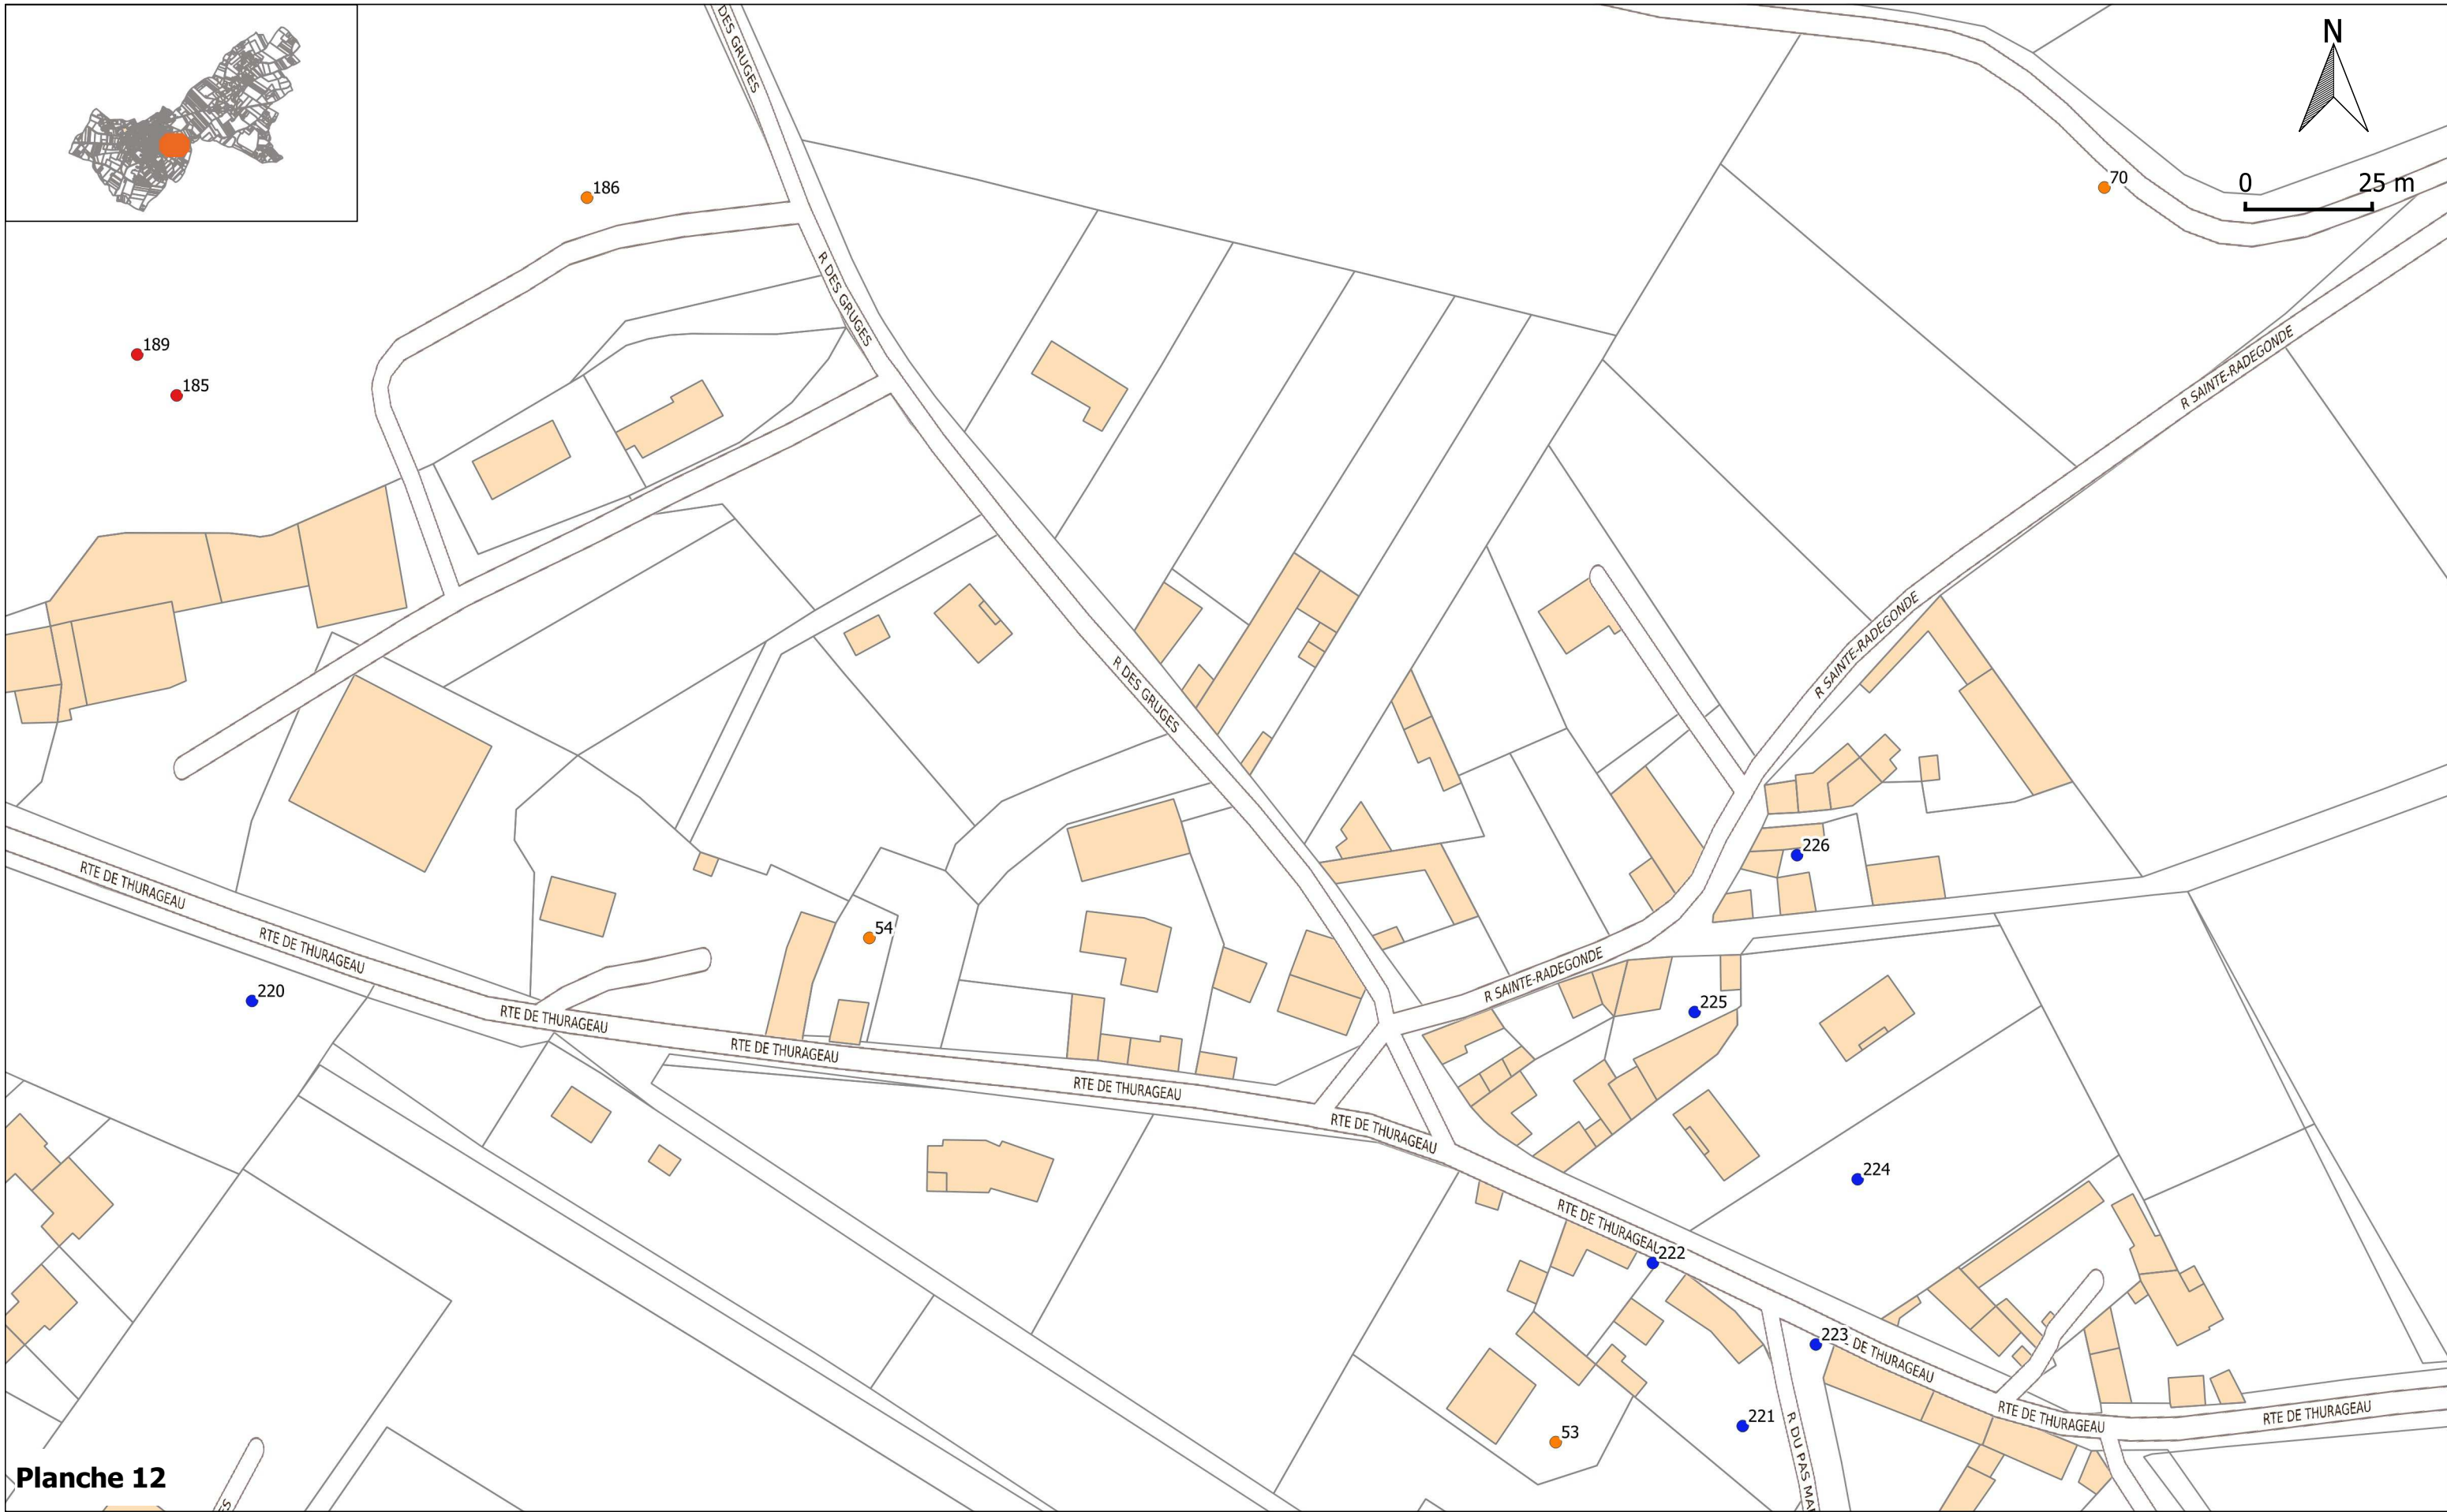 DES GRUGES
N
186
70
0 25 m
R DES GRUGES
189
185
R SAINTE-RADEGONDE
R SAINTE-RADEGONDE
R DES GRUGES
226
RTE DE THURAGEAU
54
RTE DE THURAGEAU
R SAINTE-RADEGONDE
220
225
RTE DE THURAGEAU
RTE DE THURAGEAU
RTE DE THURAGEAU
RTE DE THURAGEAU
224
RTE DE THURAGEAU
222
223
DE THURAGEAU
RTE DE THURAGEAU
RTE DE THURAGEAU
221
53
R DU PAS
Planche 12